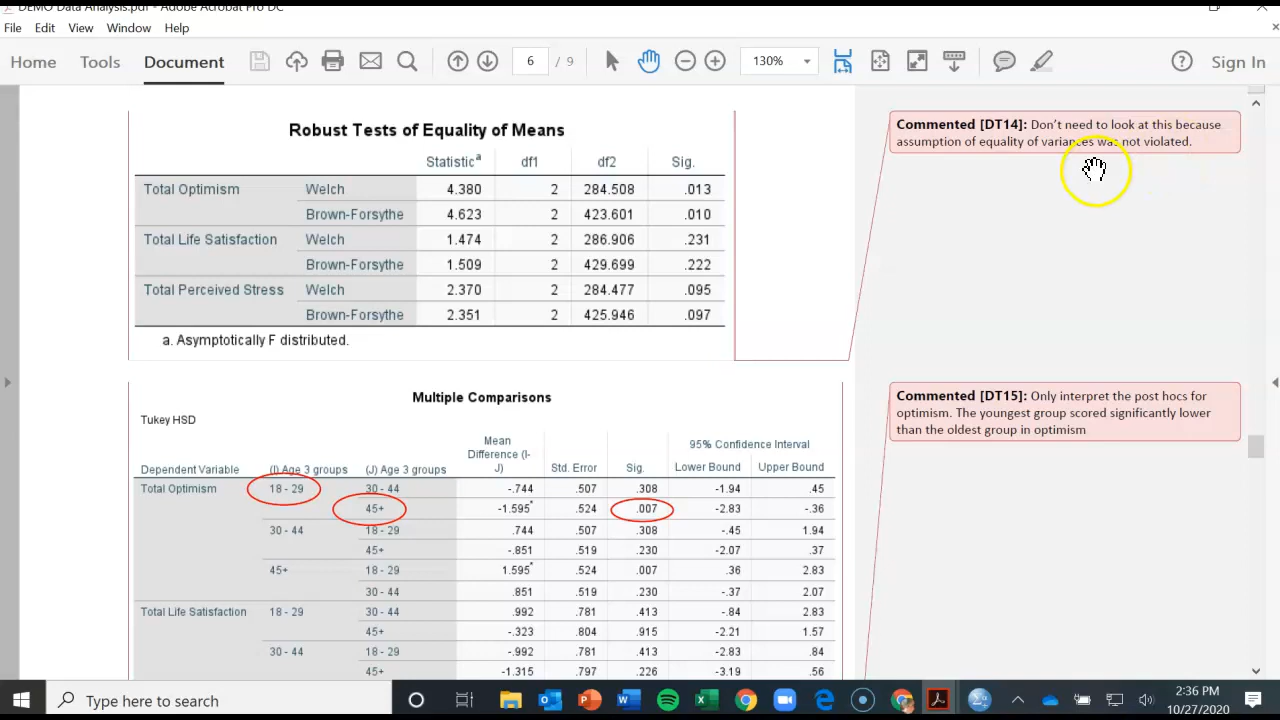 DEMO Data Analysis.pdf - Adobe Acrobat Pro DC
File Edit View Window Help
Home Tools Document 6 / 9 130% Sign In
Robust Tests of Equality of Means
Statistic a df1 df2 Sig.
Total Optimism Welch 4.380 2 284.508 .013
Brown-Forsythe 4.623 2 423.601 .010
Total Life Satisfaction Welch 1.474 2 286.906 .231
Brown-Forsythe 1.509 2 429.699 .222
Total Perceived Stress Welch 2.370 2 284.477 .095
Brown-Forsythe 2.351 2 425.946 .097
a. Asymptotically F distributed.
Commented [DT14]: Don't need to look at this because
assumption of equality of variances was not violated.
Multiple Comparisons
Tukey HSD
Dependent Variable (I) Age 3 groups (J) Age 3 groups
Mean
Difference (I-
J) Std. Error Sig.
95% Confidence Interval
Lower Bound Upper Bound
Total Optimism 18 - 29 30 - 44 -.744 .507 .308 -1.94 .45
45+ -1.595* .524 .007 -2.83 -.36
30 - 44 18 - 29 .744 .507 .308 -.45 1.94
45+ -.851 .519 .230 -2.07 .37
45+ 18 - 29 1.595* .524 .007 .36 2.83
30 - 44 .851 .519 .230 -.37 2.07
Total Life Satisfaction 18 - 29 30 - 44 .992 .781 .413 -.84 2.83
45+ -.323 .804 .915 -2.21 1.57
30 - 44 18 - 29 -.992 .781 .413 -2.83 .84
45+ -1.315 .797 .226 -3.19 .56
Commented [DT15]: Only interpret the post hocs for
optimism. The youngest group scored significantly lower
than the oldest group in optimism
Type here to search
2:36 PM
10/27/2020